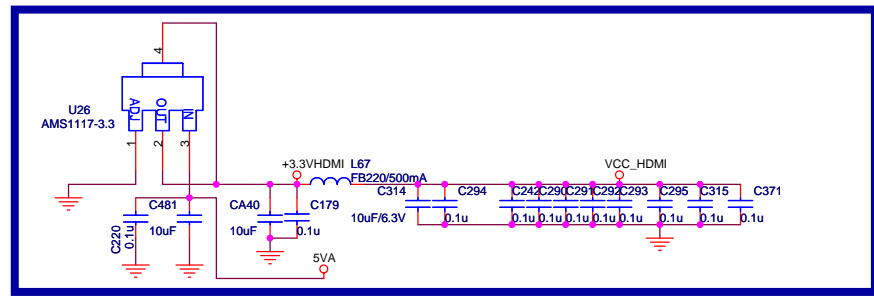 4
U26
AMS1117-3.3
ADJ
OUT
IN
1
2
3
+3.3VHDMI
L67
FB220/500mA
VCC_HDMI
C314
10uF/6.3V
C294
0.1u
C242
0.1u
C290
0.1u
C291
0.1u
C292
0.1u
C293
0.1u
C295
0.1u
C315
0.1u
C371
0.1u
C220
0.1u
C481
10uF
CA40
10uF
C179
0.1u
5VA